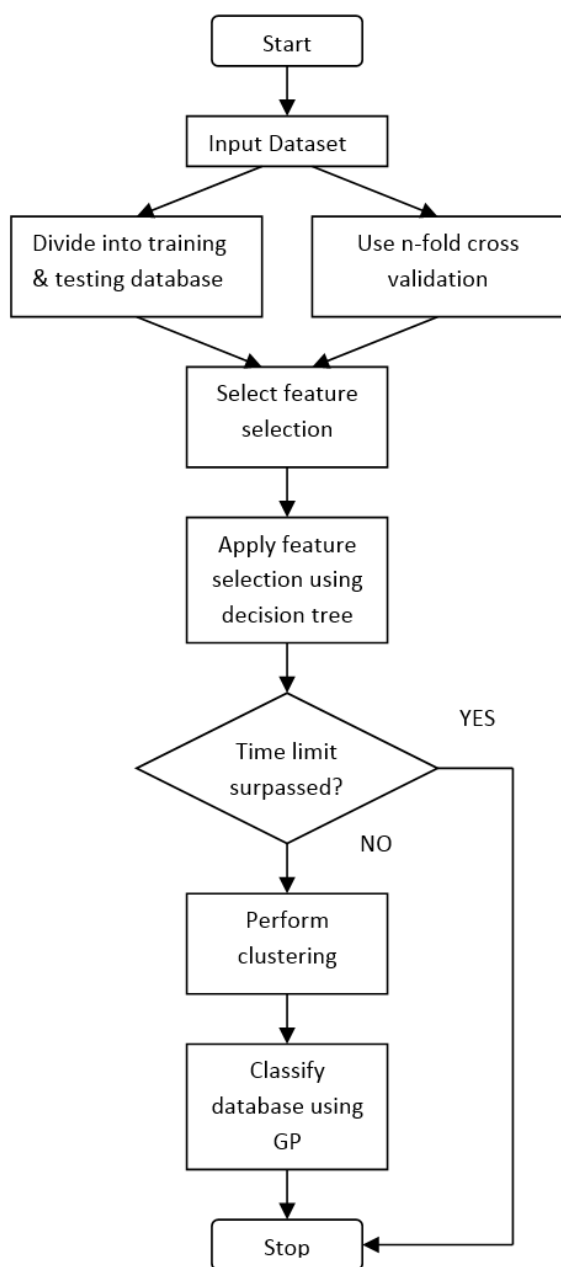 Start
Input Dataset
Divide into training
& testing database
Use n-fold cross
validation
Select feature
selection
Apply feature
selection using
decision tree
YES
Time limit
surpassed?
NO
Perform
clustering
Classify
database using
GP
Stop